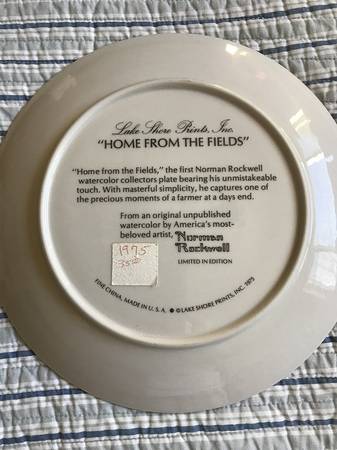 Lake Shore Prints, Inc.
"HOME FROM THE FIELDS"
"Home from the Fields," the first Norman Rockwell
watercolor collectors plate bearing his unmistakeable
touch. With masterful simplicity, he captures one of
the precious moments of a farmer at a days end.
From an original unpublished
watercolor by America's most-
beloved artist, Norman
Rockwell
LIMITED IN EDITION
1975
35
FINE CHINA, MADE IN U.S.A. ● © LAKE SHORE PRINTS, INC. 1975